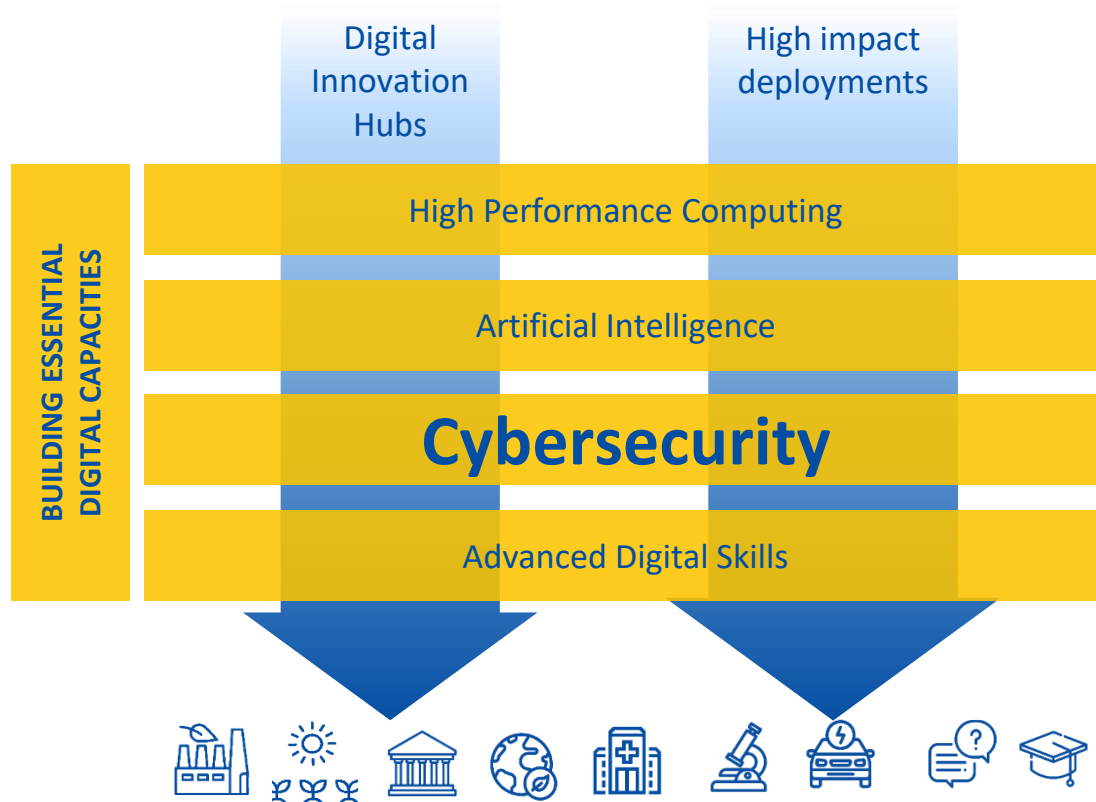 Digital
Innovation
Hubs
High impact
deployments
BUILDING ESSENTIAL
DIGITAL CAPACITIES
High Performance Computing
Artificial Intelligence
Cybersecurity
Advanced Digital Skills
?